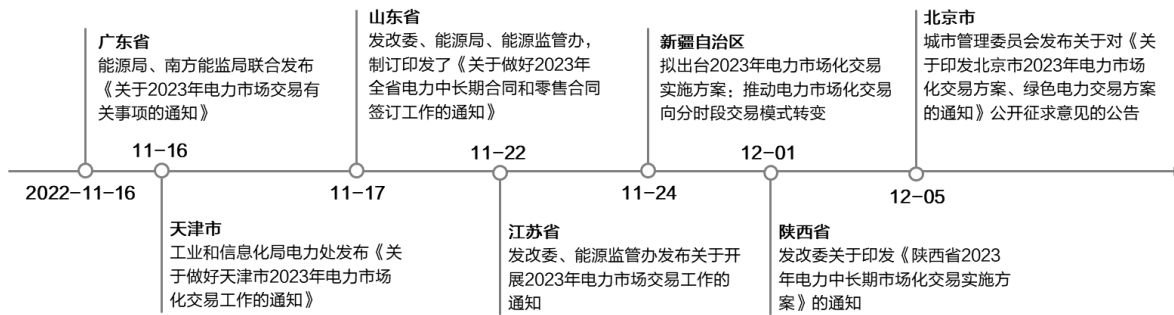 广东省
能源局、南方能监局联合发布
《关于2023年电力市场交易有
关事项的通知》
2022-11-16
11-16
天津市
工业和信息化局电力处发布《关
于做好天津市2023年电力市场
化交易工作的通知》
山东省
发改委、能源局、能源监管办，
制订印发了《关于做好2023年
全省电力中长期合同和零售合同
签订工作的通知》
11-17
11-22
江苏省
发改委、能源监管办发布关于开
展2023年电力市场交易工作的
通知
新疆自治区
拟出台2023年电力市场化交易
实施方案；推动电力市场化交易
向分时段交易模式转变
11-24
12-01
陕西省
发改委关于印发《陕西省2023
年电力中长期市场化交易实施方
案》的通知
北京市
城市管理委员会发布关于对《关
于印发北京市2023年电力市场
化交易方案、绿色电力交易方案
的通知》公开征求意见的公告
12-05